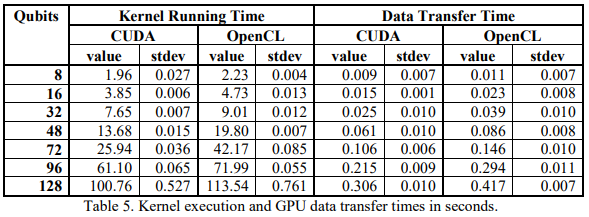 Qubits Kernel Running Time Data Transfer Time
CUDA OpenCL CUDA OpenCL
value stdev value stdev value stdev value stdev
8 1.96 0.027 2.23 0.004 0.009 0.007 0.011 0.007
16 3.85 0.006 4.73 0.013 0.015 0.001 0.023 0.008
32 7.65 0.007 9.01 0.012 0.025 0.010 0.039 0.010
48 13.68 0.015 19.80 0.007 0.061 0.010 0.086 0.008
72 25.94 0.036 42.17 0.085 0.106 0.006 0.146 0.010
96 61.10 0.065 71.99 0.055 0.215 0.009 0.294 0.011
128 100.76 0.527 113.54 0.761 0.306 0.010 0.417 0.007
Table 5. Kernel execution and GPU data transfer times in seconds.